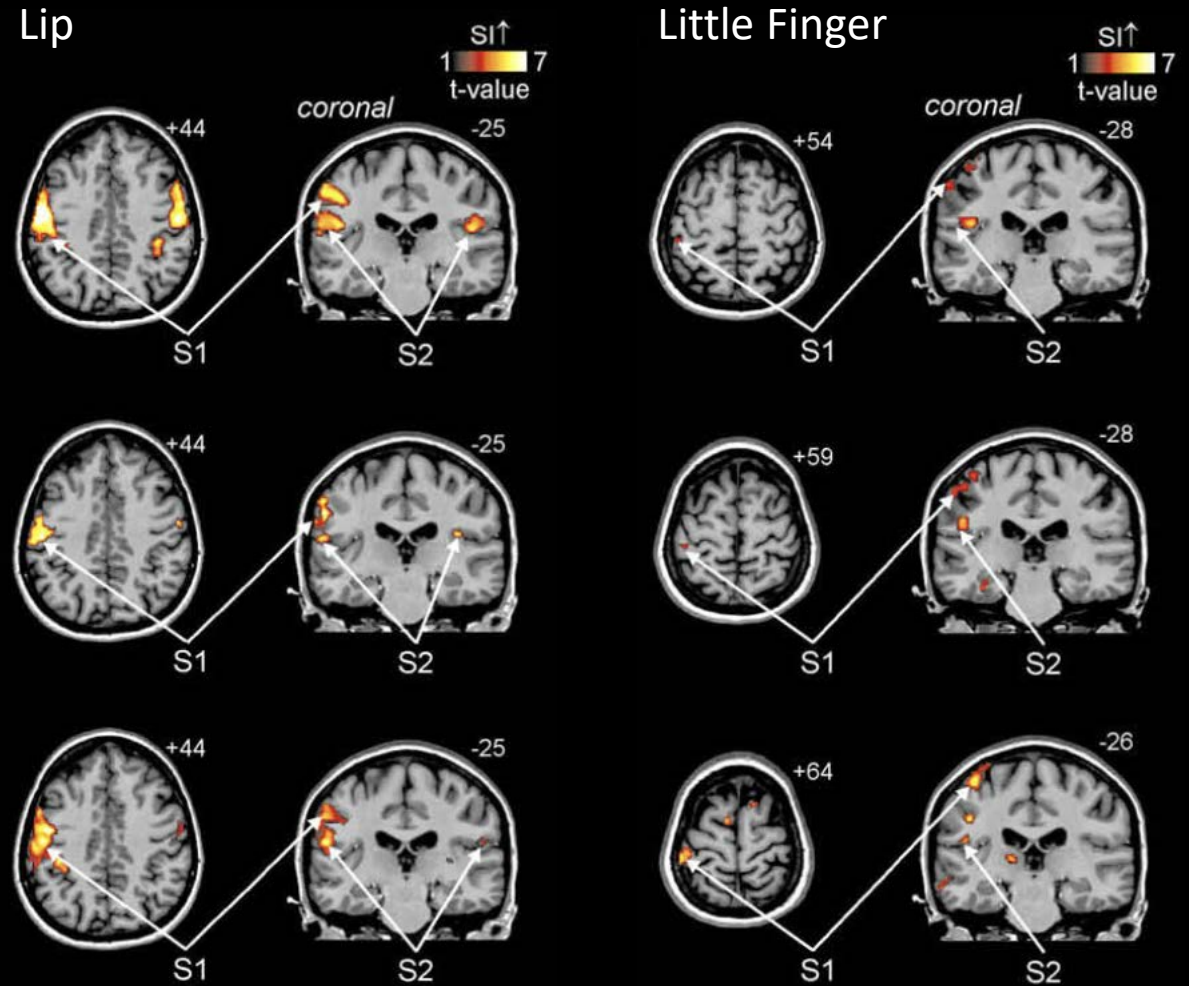 Lip
SI↑
1 7
t-value
coronal
+44
-25
S1
S2
+44
-25
S1
S2
+44
-25
S1
S2
Little Finger
SI↑
1 7
t-value
coronal
+54
-28
S1
S2
+59
-28
S1
S2
+64
-26
S1
S2